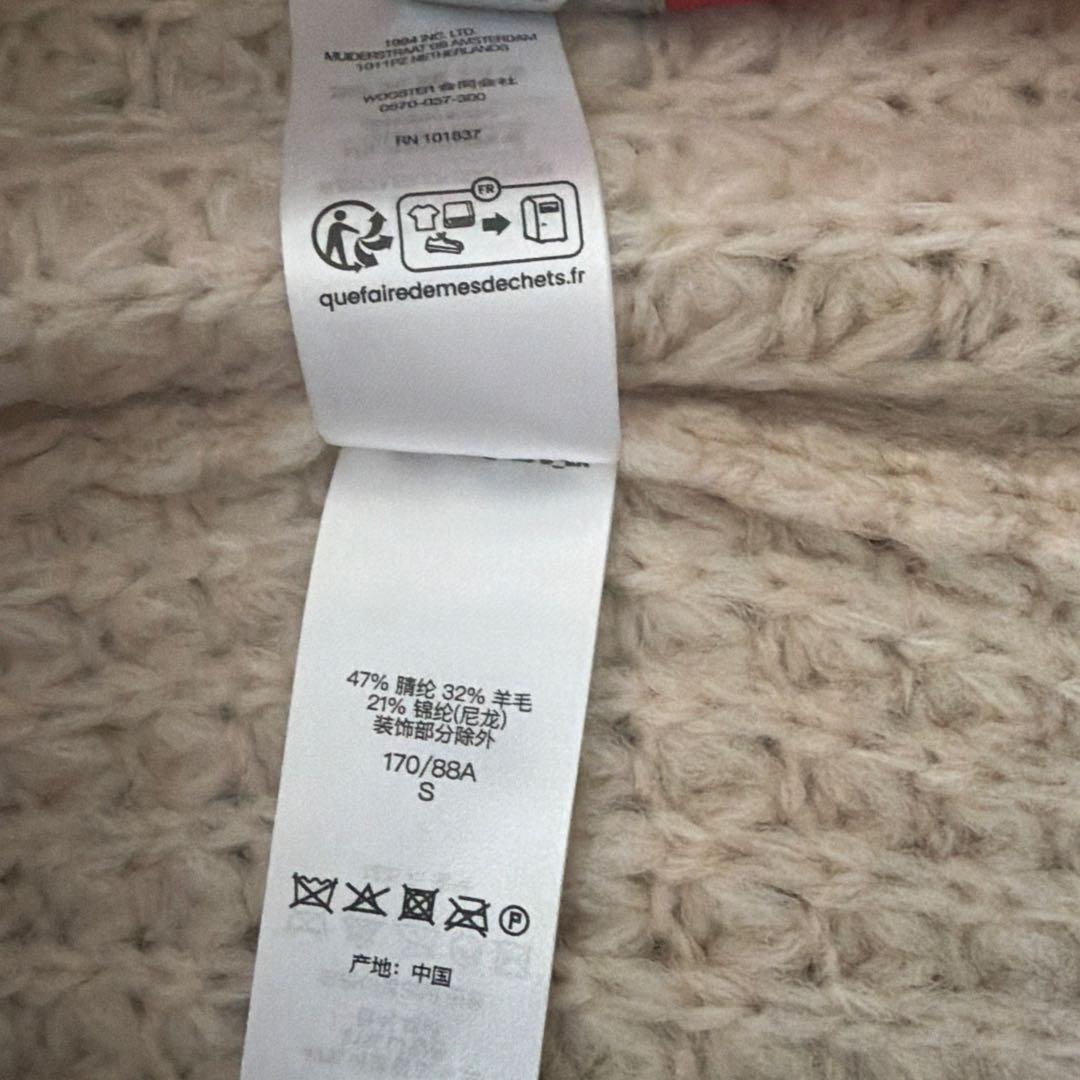 1994 INC. LTD.
MUIDERSTRAAT 9B AMSTERDAM
1011PZ NETHERLANDS
WOOSTER 合同会社
0570-037-300
RN 101837
FR
quefairedemesdechets.fr
47% 腈纶 32% 羊毛
21% 锦纶(尼龙)
装饰部分除外
170/88A
S
P
产地：中国